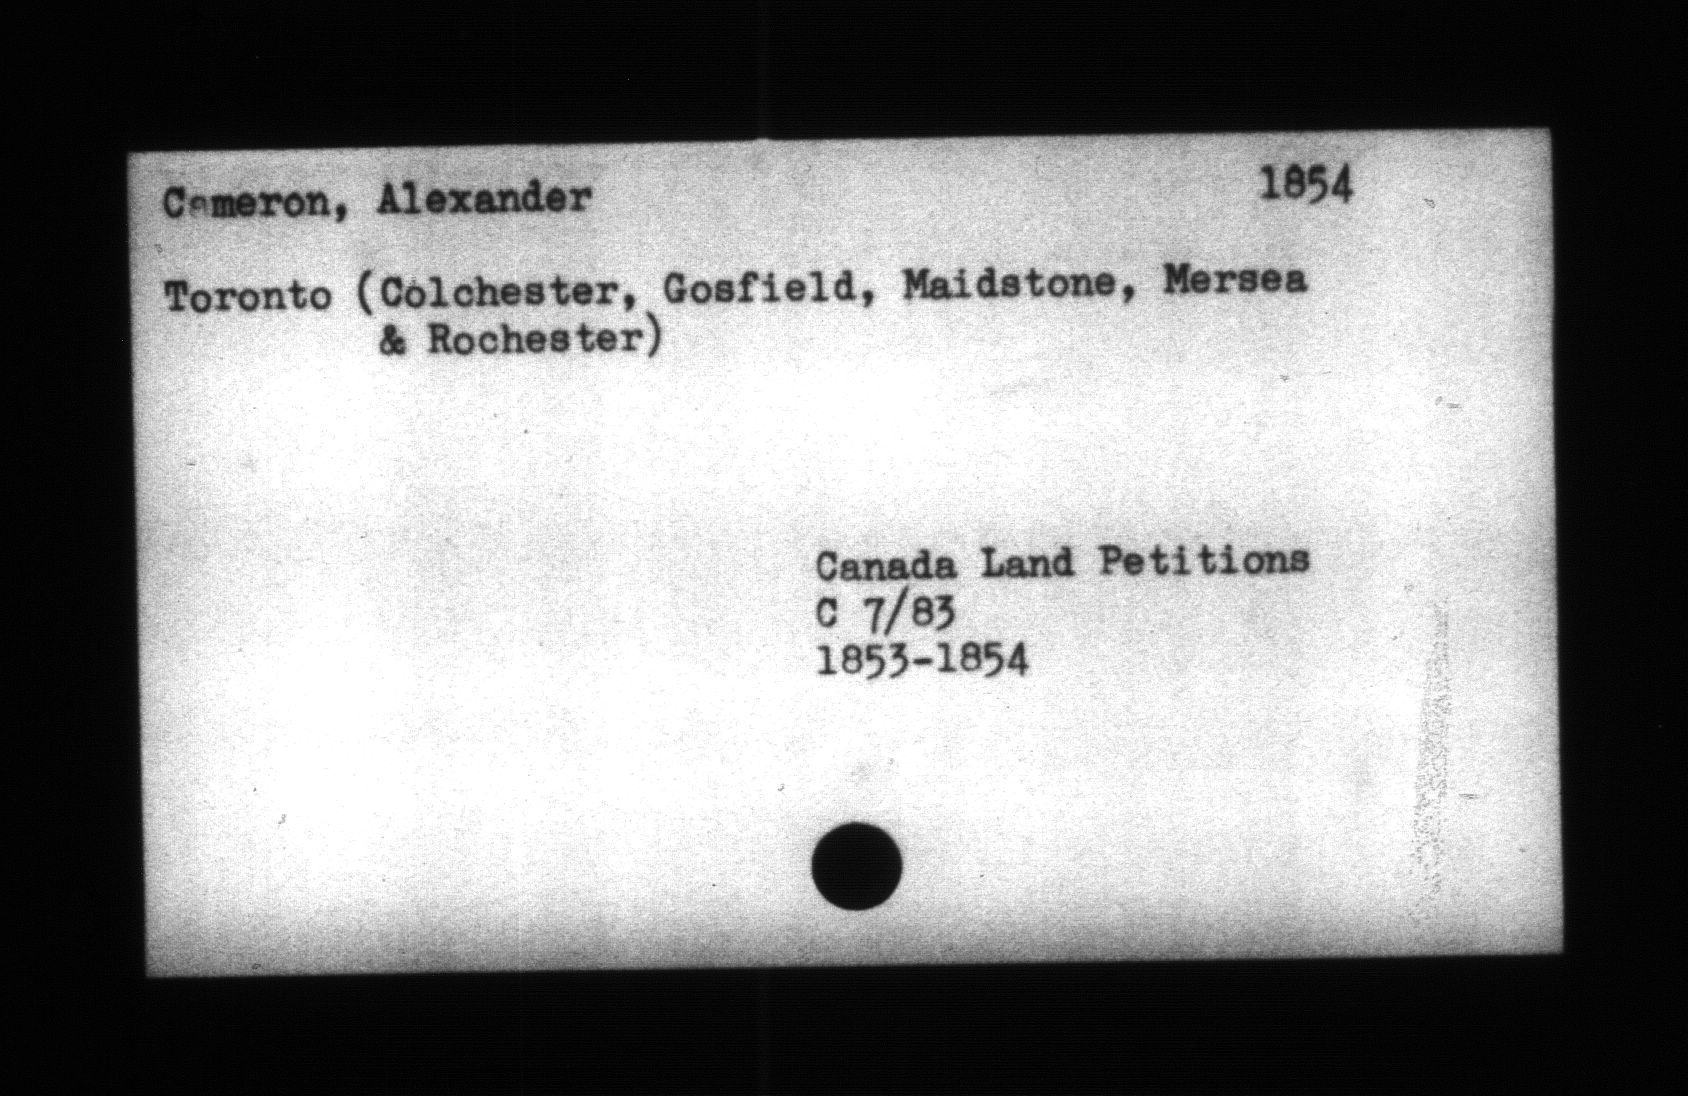 Cameron, Alexander 1854
Toronto (Colchester, Gosfield, Maidstone, Mersea
& Rochester)
Canada Land Petitions
C 7/83
1853-1854